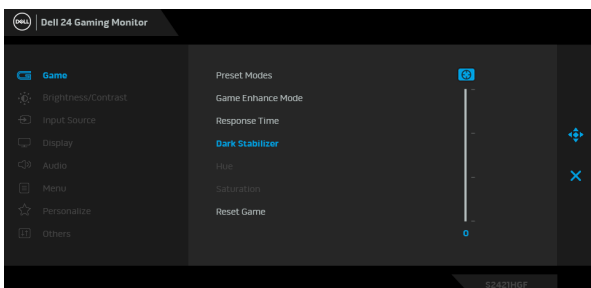 DELL
Dell 24 Gaming Monitor
Game
Brightness/Contrast
Input Source
Display
Audio
Menu
Personalize
Others
Preset Modes
Game Enhance Mode
Response Time
Dark Stabilizer
Hue
Saturation
Reset Game
0
S2421HGF